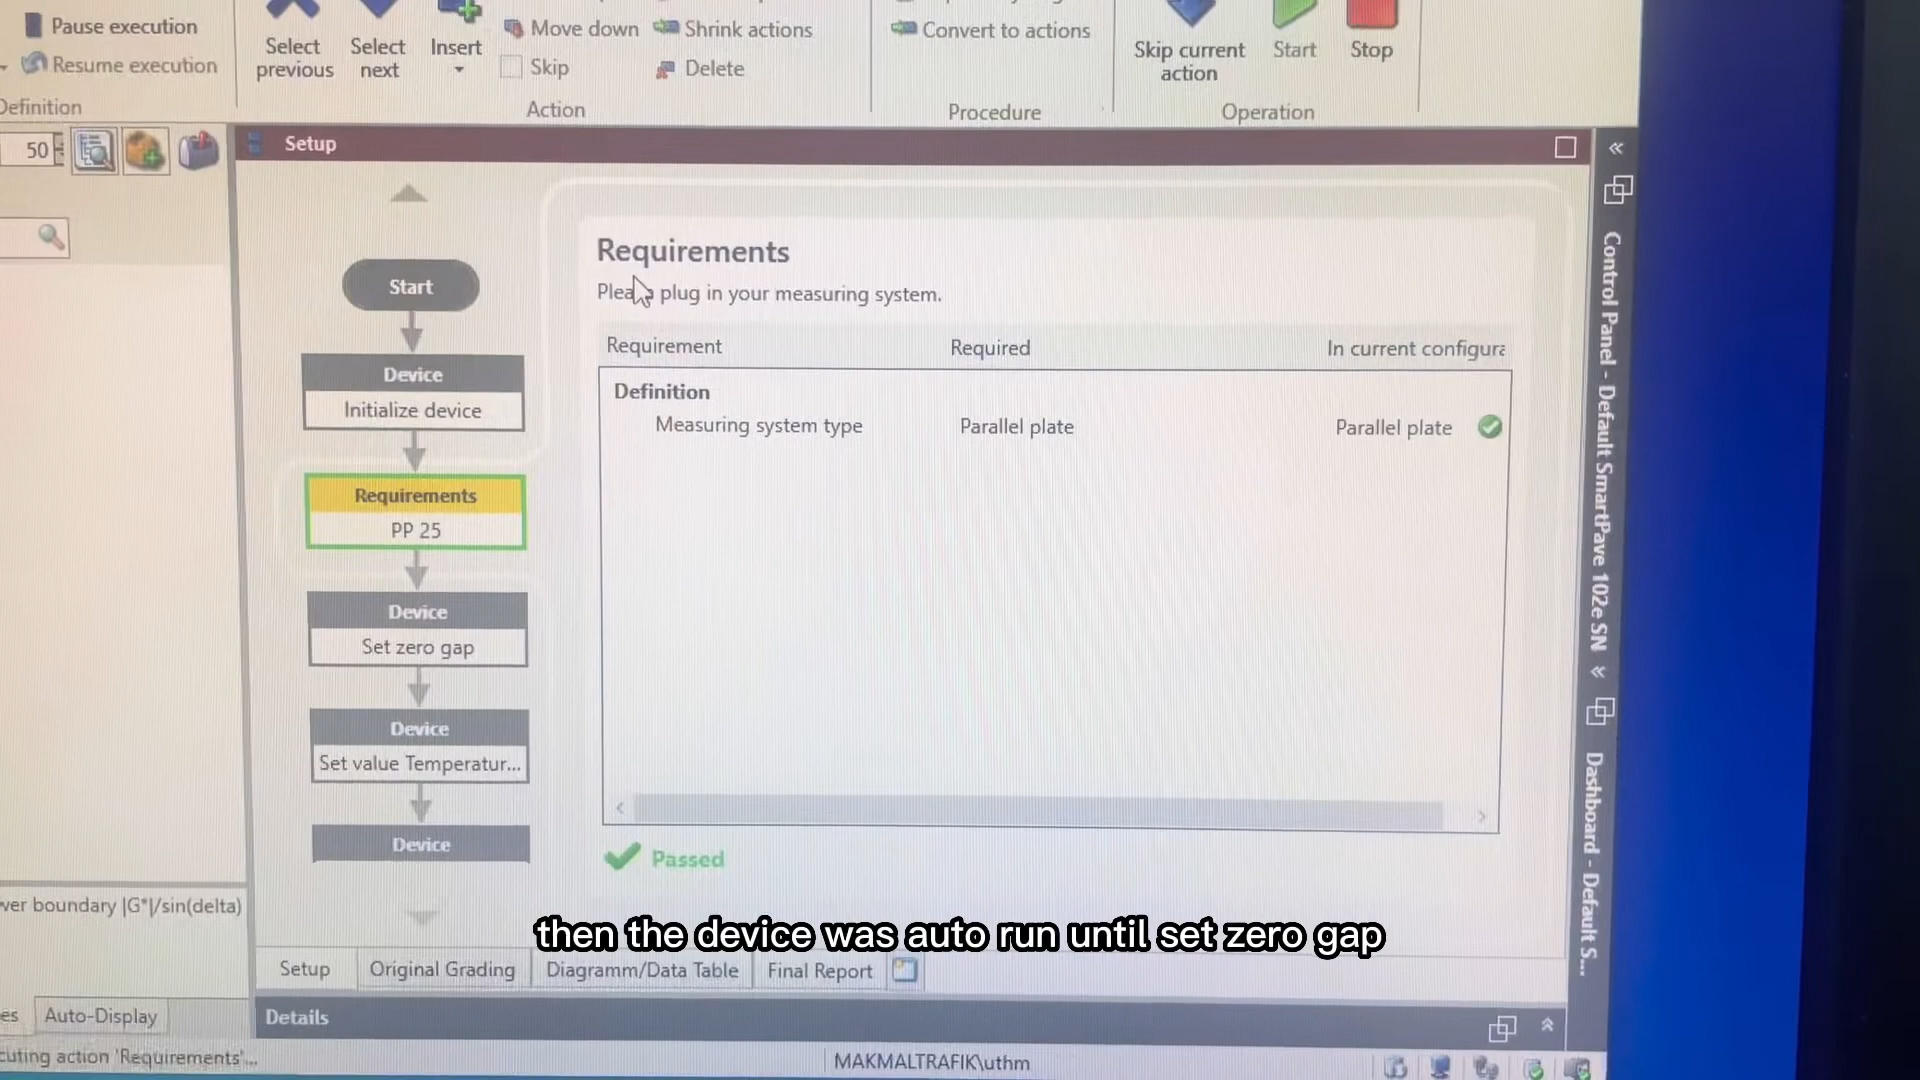 Pause execution
Resume execution
Definition
Select previous
Select next
Insert
Move down
Skip
Shrink actions
Delete
Action
Convert to actions
Procedure
Skip current action
Start
Stop
Operation
50
Setup
Start
Device
Initialize device
Requirements
PP 25
Device
Set zero gap
Device
Set value Temperatur...
Device
Requirements
Please plug in your measuring system.
Requirement Required In current configura
Definition
Measuring system type Parallel plate Parallel plate
Passed
Control Panel - Default SmartPave 102e SN
Dashboard - Default S...
ver boundary |G*|/sin(delta)
then the device was auto run until set zero gap
Setup Original Grading Diagramm/Data Table Final Report
es Auto-Display
Details
cuting action 'Requirements'...
MAKMALTRAFIK\uthm